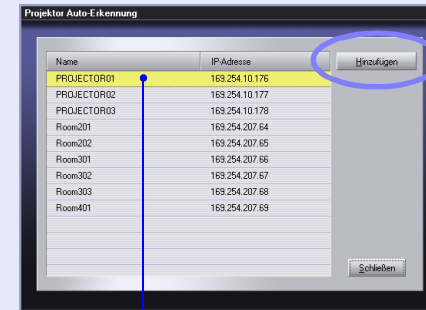 Projektor Auto-Erkennung
Name IP-Adresse Hinzufügen
PROJECTOR01 169.254.10.176
PROJECTOR02 169.254.10.177
PROJECTOR03 169.254.10.178
Room201 169.254.207.64
Room202 169.254.207.65
Room301 169.254.207.66
Room302 169.254.207.67
Room303 169.254.207.68
Room401 169.254.207.69
Schließen